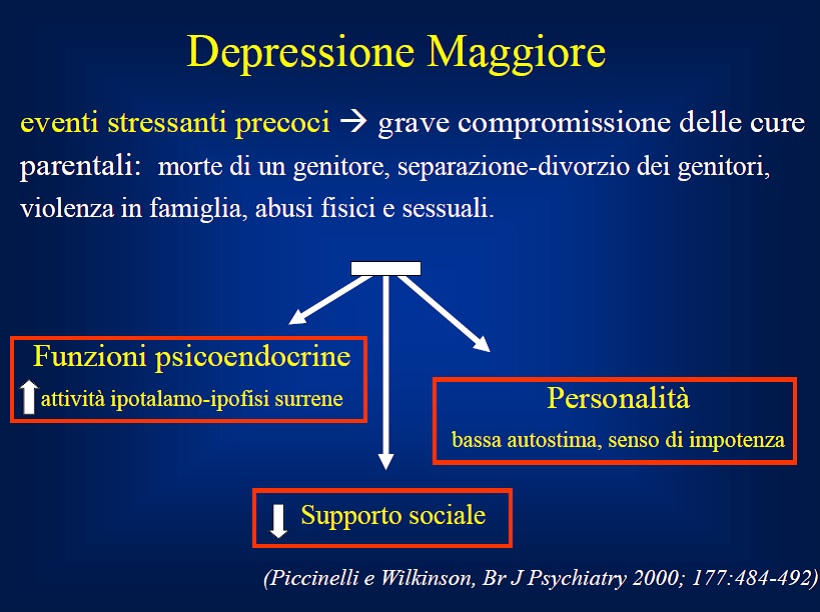 Depressione Maggiore
eventi stressanti precoci → grave compromissione delle cure
parentali: morte di un genitore, separazione-divorzio dei genitori,
violenza in famiglia, abusi fisici e sessuali.
Funzioni psicoendocrine
attività ipotalamo-ipofisi surrene
Personalità
bassa autostima, senso di impotenza
Supporto sociale
(Piccinelli e Wilkinson, Br J Psychiatry 2000; 177:484-492)